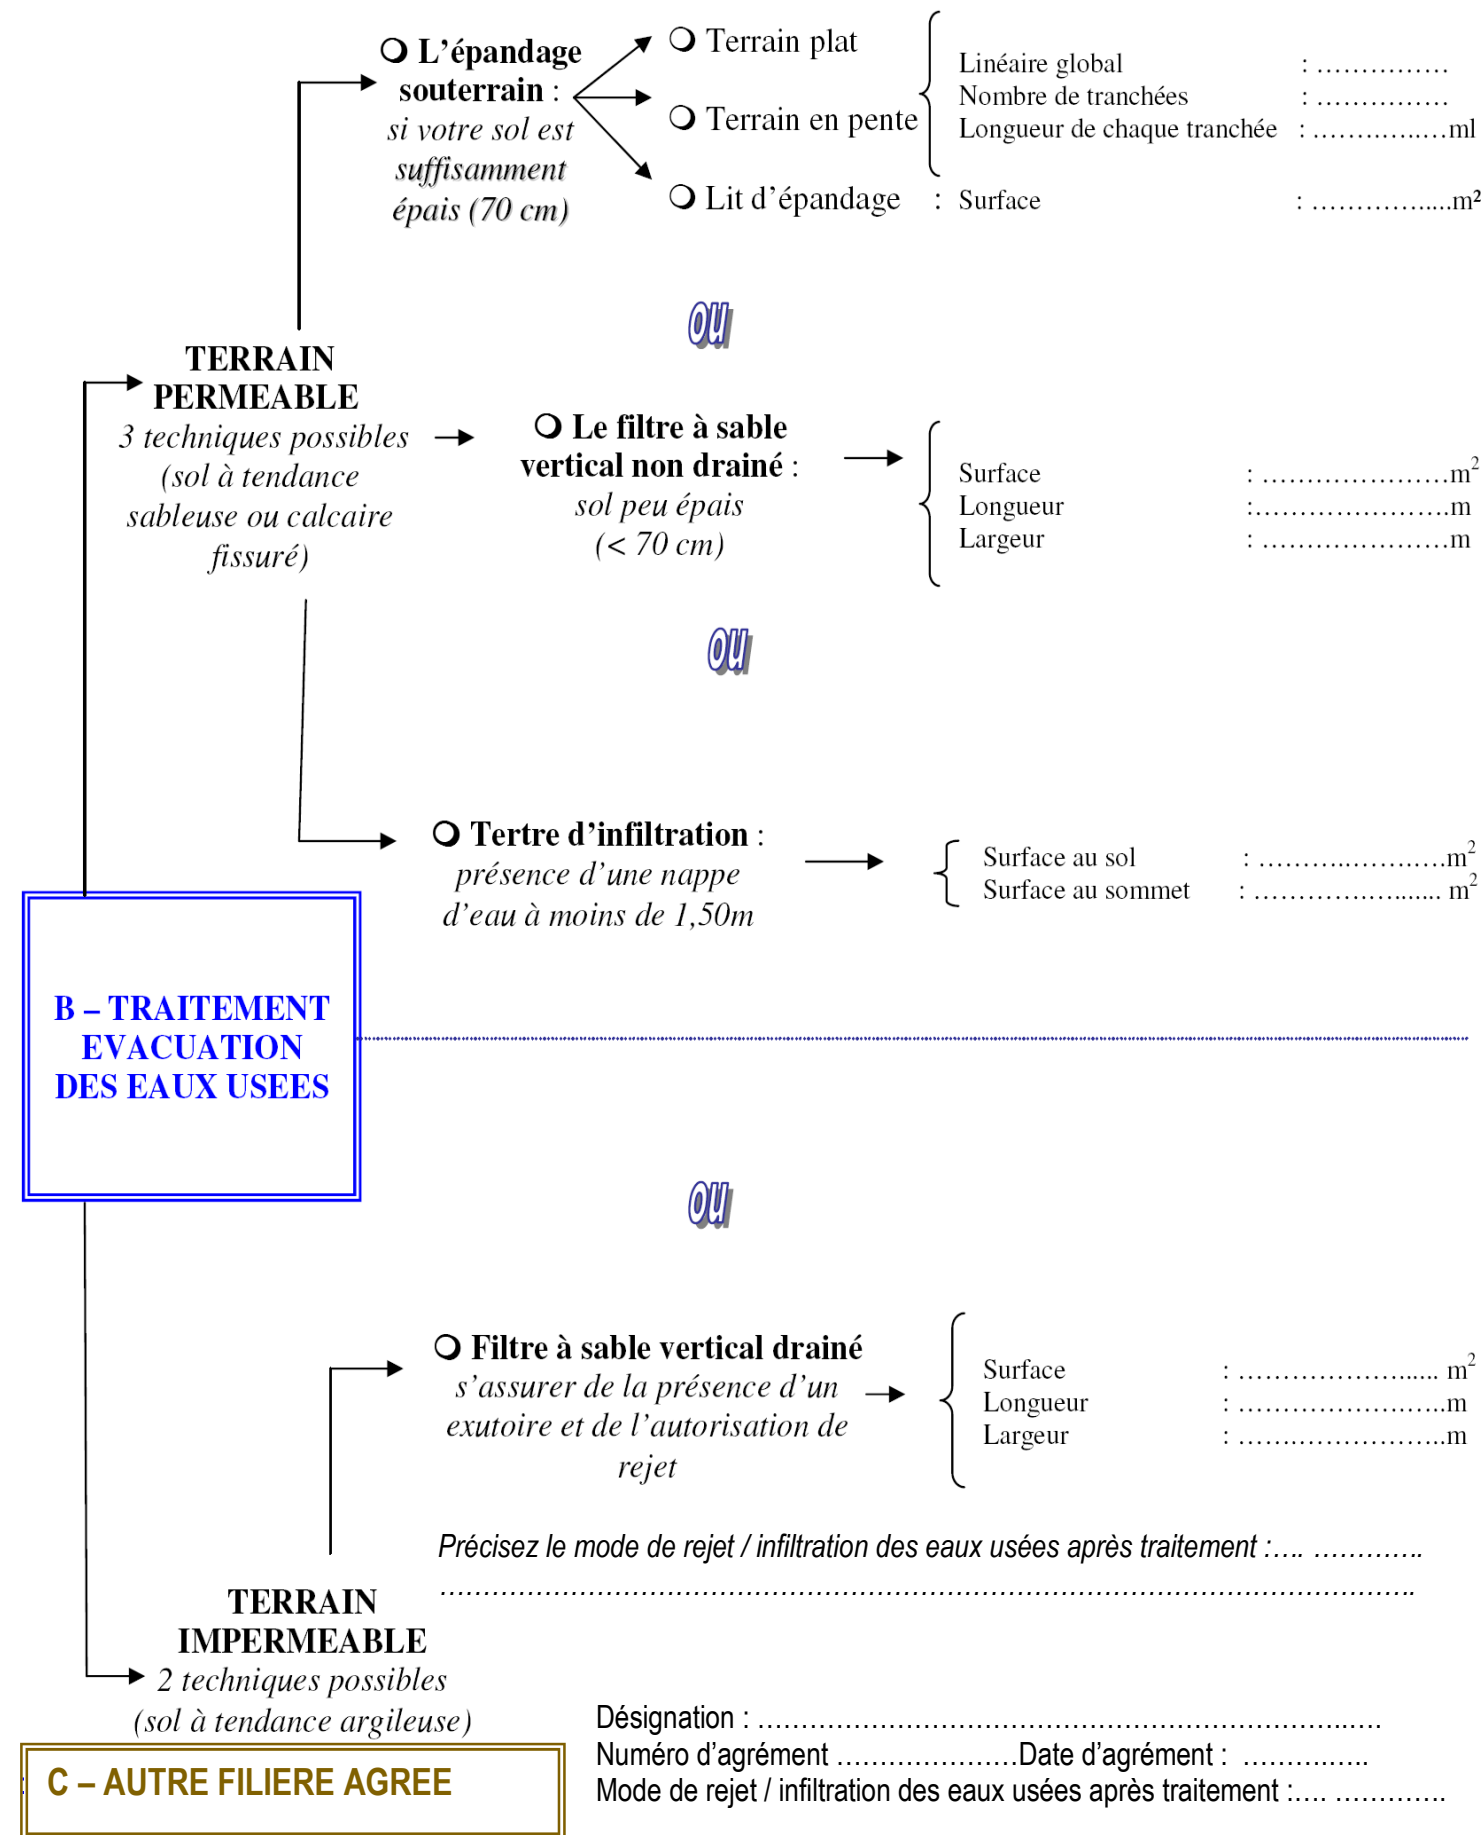 ❍ L'épandage
souterrain :
si votre sol est
suffisamment
épais (70 cm)
❍ Terrain plat
❍ Terrain en pente
Linéaire global : ……………
Nombre de tranchées : ……………
Longueur de chaque tranchée : ……..…..…ml
❍ Lit d'épandage : Surface : ………….....m²
ou
TERRAIN
PERMEABLE
3 techniques possibles
(sol à tendance
sableuse ou calcaire
fissuré)
❍ Le filtre à sable
vertical non drainé :
sol peu épais
(< 70 cm)
Surface : …………………m²
Longueur :………………….m
Largeur : …………………m
ou
❍ Tertre d'infiltration :
présence d'une nappe
d'eau à moins de 1,50m
Surface au sol : ………..…….….m²
Surface au sommet : ………….…...... m²
B – TRAITEMENT
EVACUATION
DES EAUX USEES
ou
❍ Filtre à sable vertical drainé
s'assurer de la présence d'un
exutoire et de l'autorisation de
rejet
Surface : ………………..... m²
Longueur : ……………….…..m
Largeur : …….……………..m
Précisez le mode de rejet / infiltration des eaux usées après traitement :…. ………….
…………………………………………………………………………………………………….
TERRAIN
IMPERMEABLE
2 techniques possibles
(sol à tendance argileuse)
:
C – AUTRE FILIERE AGREE
Désignation : …………………………………………………………..….
Numéro d'agrément …………………Date d'agrément : ………..…..
Mode de rejet / infiltration des eaux usées après traitement :…. ………….